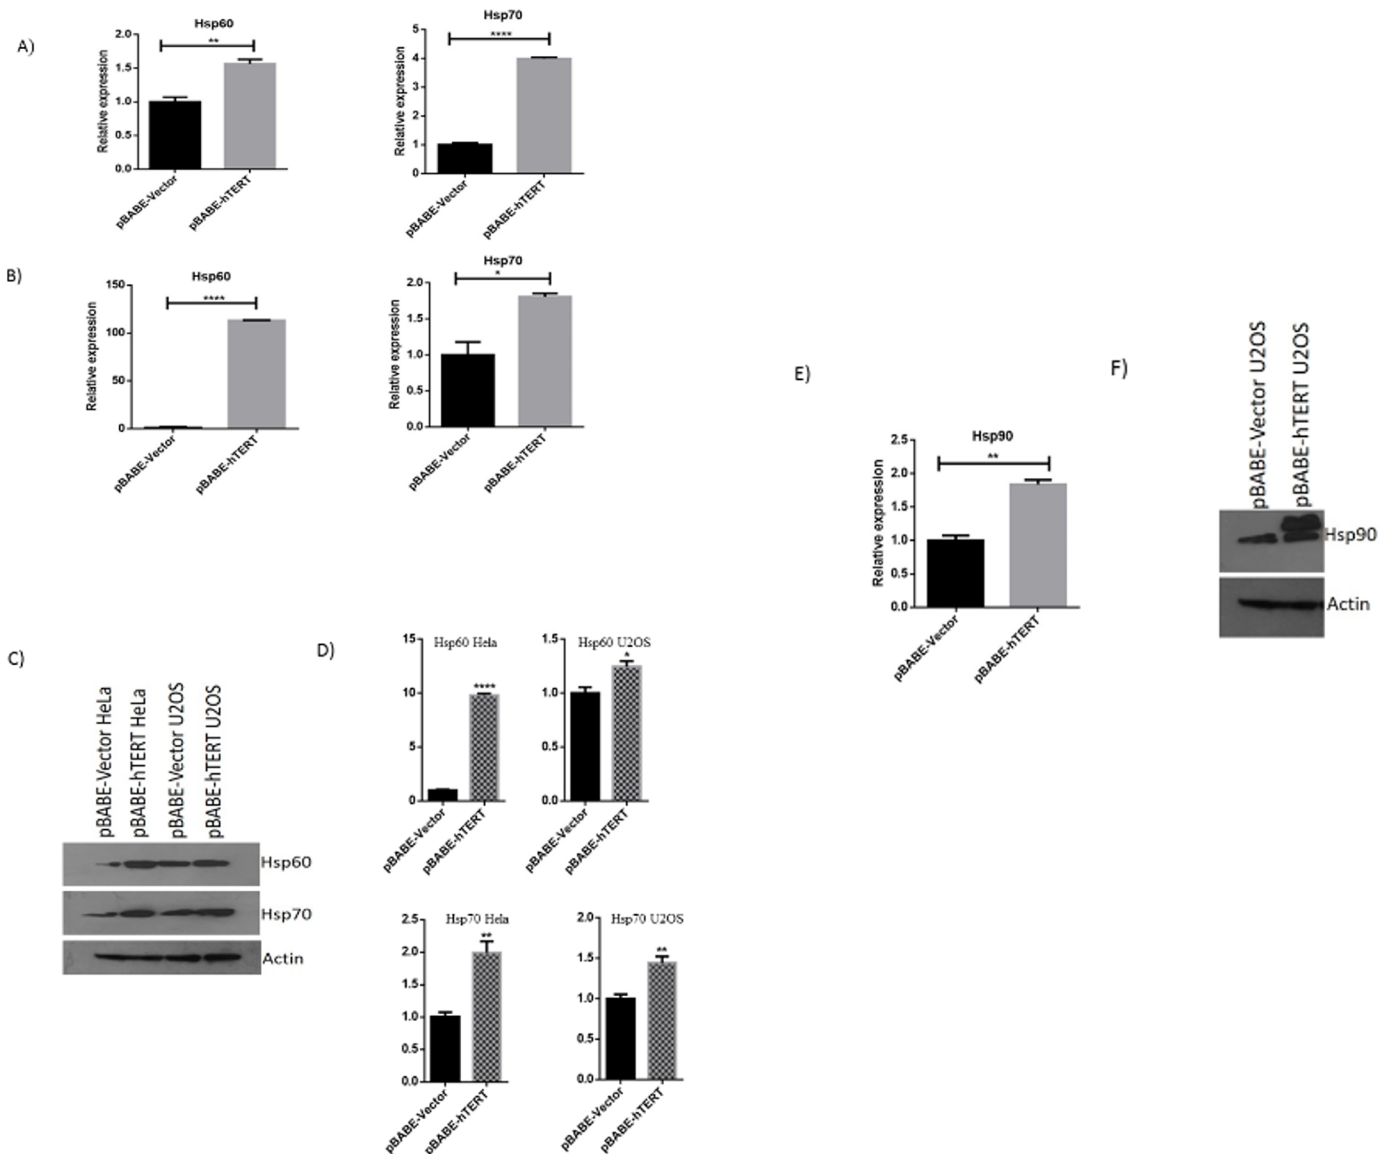 A)
Hsp60
**
Relative expression
2.0
1.5
1.0
0.5
0.0
pBABE-Vector
pBABE-hTERT
Hsp70
****
Relative expression
5
4
3
2
1
0
pBABE-Vector
pBABE-hTERT
B)
Hsp60
****
Relative expression
150
100
50
0
pBABE-Vector
pBABE-hTERT
Hsp70
*
Relative expression
2.0
1.5
1.0
0.5
0.0
pBABE-Vector
pBABE-hTERT
C)
pBABE-Vector HeLa
pBABE-hTERT HeLa
pBABE-Vector U2OS
pBABE-hTERT U2OS
Hsp60
Hsp70
Actin
D)
Hsp60 Hela
****
15
10
5
0
pBABE-Vector
pBABE-hTERT
Hsp60 U2OS
*
1.5
1.0
0.5
0.0
pBABE-Vector
pBABE-hTERT
Hsp70 Hela
**
2.5
2.0
1.5
1.0
0.5
0.0
pBABE-Vector
pBABE-hTERT
Hsp70 U2OS
**
2.0
1.5
1.0
0.5
0.0
pBABE-Vector
pBABE-hTERT
E)
Hsp90
**
Relative expression
2.5
2.0
1.5
1.0
0.5
0.0
pBABE-Vector
pBABE-hTERT
F)
pBABE-Vector U2OS
pBABE-hTERT U2OS
Hsp90
Actin